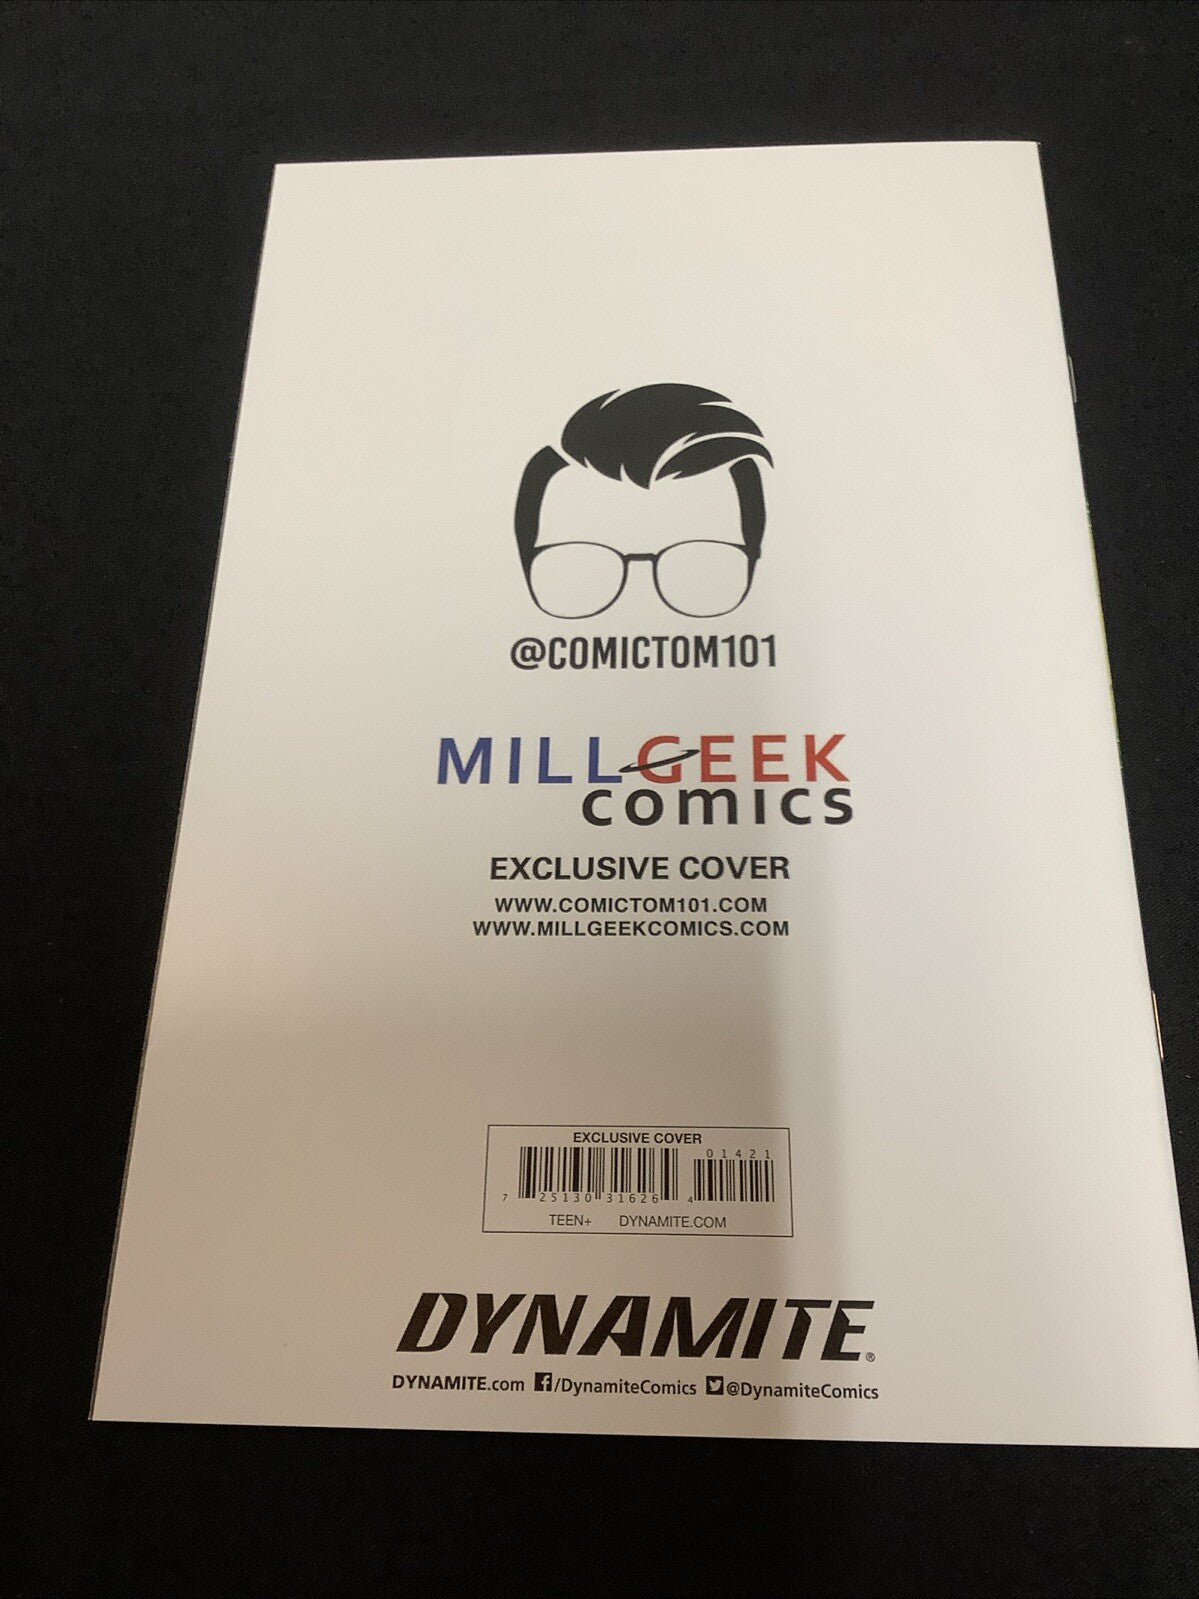 @COMICTOM101
MILLGEEK
comics
EXCLUSIVE COVER
WWW.COMICTOM101.COM
WWW.MILLGEEKCOMICS.COM
EXCLUSIVE COVER
01421
7 25130 31626 4
TEEN+ DYNAMITE.COM
DYNAMITE®
DYNAMITE.com f/DynamiteComics @DynamiteComics